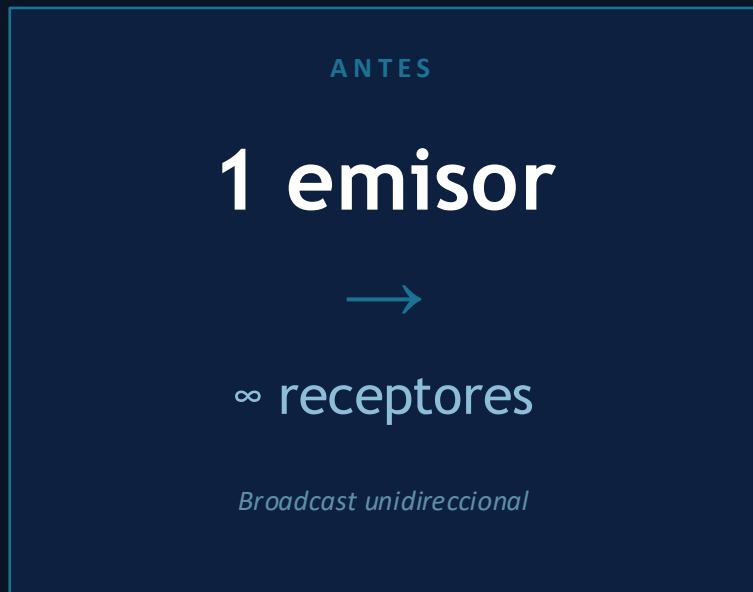 ANTES
1 emisor
→
∞ receptores
Broadcast unidireccional